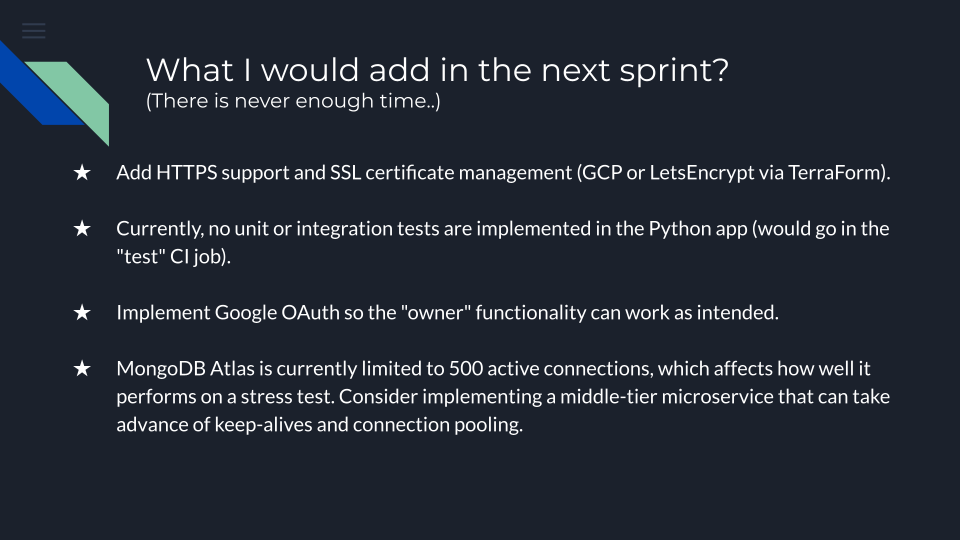 What I would add in the next sprint?
(There is never enough time..)
★ Add HTTPS support and SSL certificate management (GCP or LetsEncrypt via TerraForm).
★ Currently, no unit or integration tests are implemented in the Python app (would go in the
"test" CI job).
★ Implement Google OAuth so the "owner" functionality can work as intended.
★ MongoDB Atlas is currently limited to 500 active connections, which affects how well it
performs on a stress test. Consider implementing a middle-tier microservice that can take
advance of keep-alives and connection pooling.